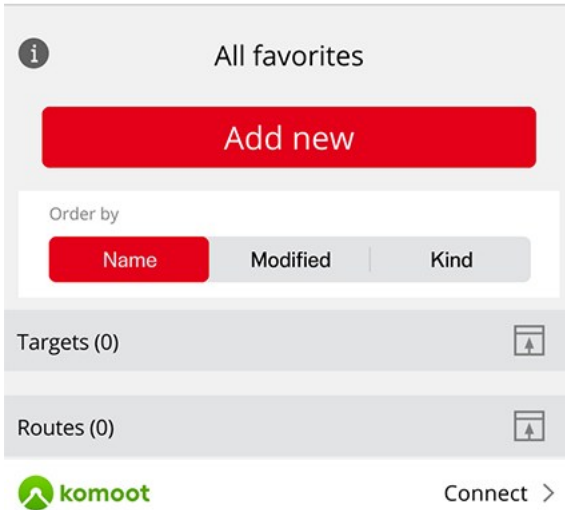 i
All favorites
Add new
Order by
Name Modified Kind
Targets (0)
Routes (0)
komoot Connect >